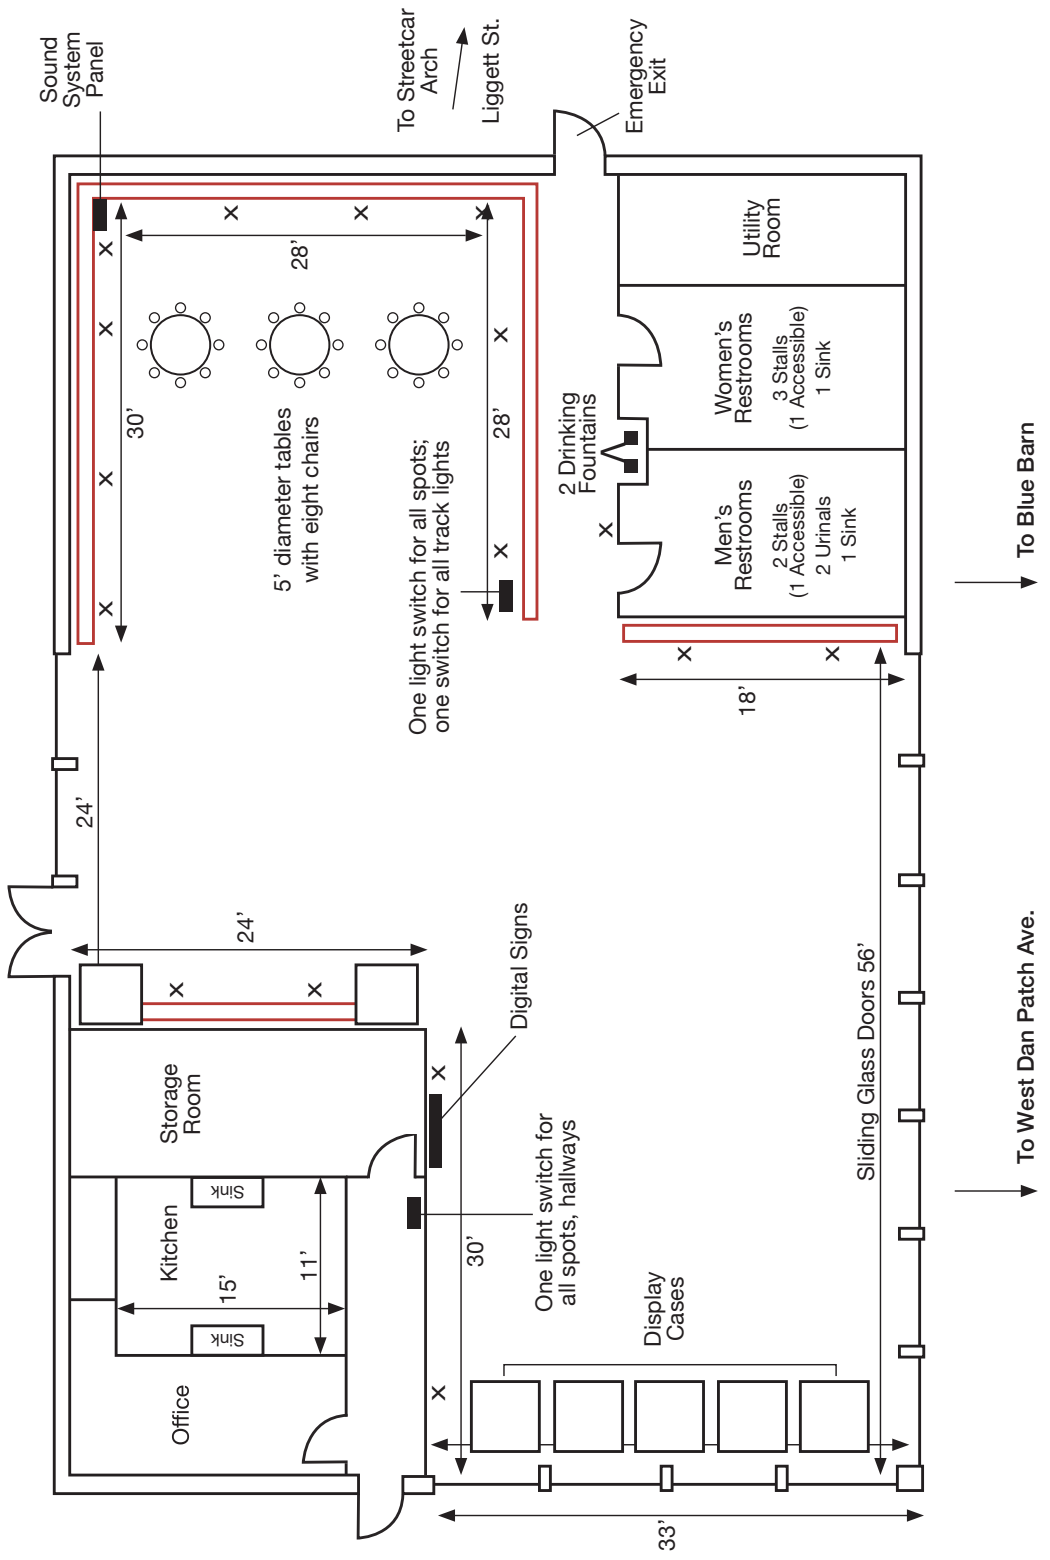 Sound
System
Panel
24'
30'
Office
Kitchen
Storage
Room
Sink
Sink
15'
11'
24'
5' diameter tables
with eight chairs
28'
To Streetcar
Arch
Liggett St.
One light switch for all spots;
one switch for all track lights
30'
28'
Digital Signs
One light switch for
all spots, hallways
2 Drinking
Fountains
Emergency
Exit
Display
Cases
33'
18'
Men's
Restrooms
2 Stalls
(1 Accessible)
2 Urinals
1 Sink
Women's
Restrooms
3 Stalls
(1 Accessible)
1 Sink
Utility
Room
Sliding Glass Doors 56'
To West Dan Patch Ave.
To Blue Barn